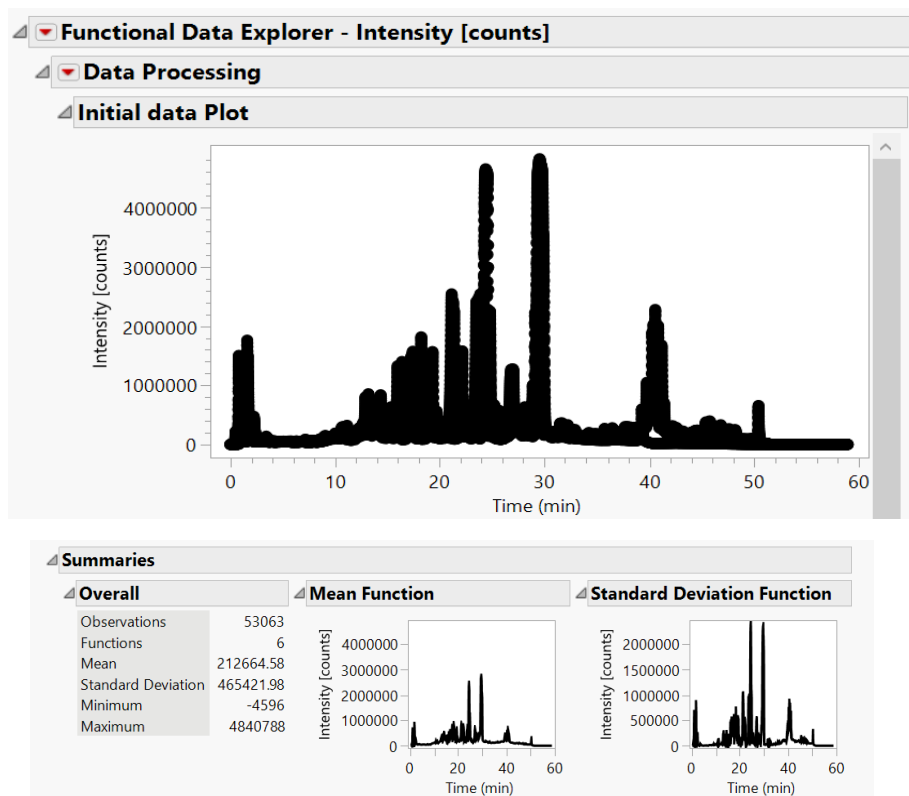 Functional Data Explorer - Intensity [counts]
Data Processing
Initial data Plot
Intensity [counts]
4000000
3000000
2000000
1000000
0
0 10 20 30 40 50 60
Time (min)
Summaries
Overall
Observations 53063
Functions 6
Mean 212664.58
Standard Deviation 465421.98
Minimum -4596
Maximum 4840788
Mean Function
Intensity [counts]
4000000
3000000
2000000
1000000
0
0 20 40 60
Time (min)
Standard Deviation Function
Intensity [counts]
2000000
1500000
1000000
500000
0
0 20 40 60
Time (min)